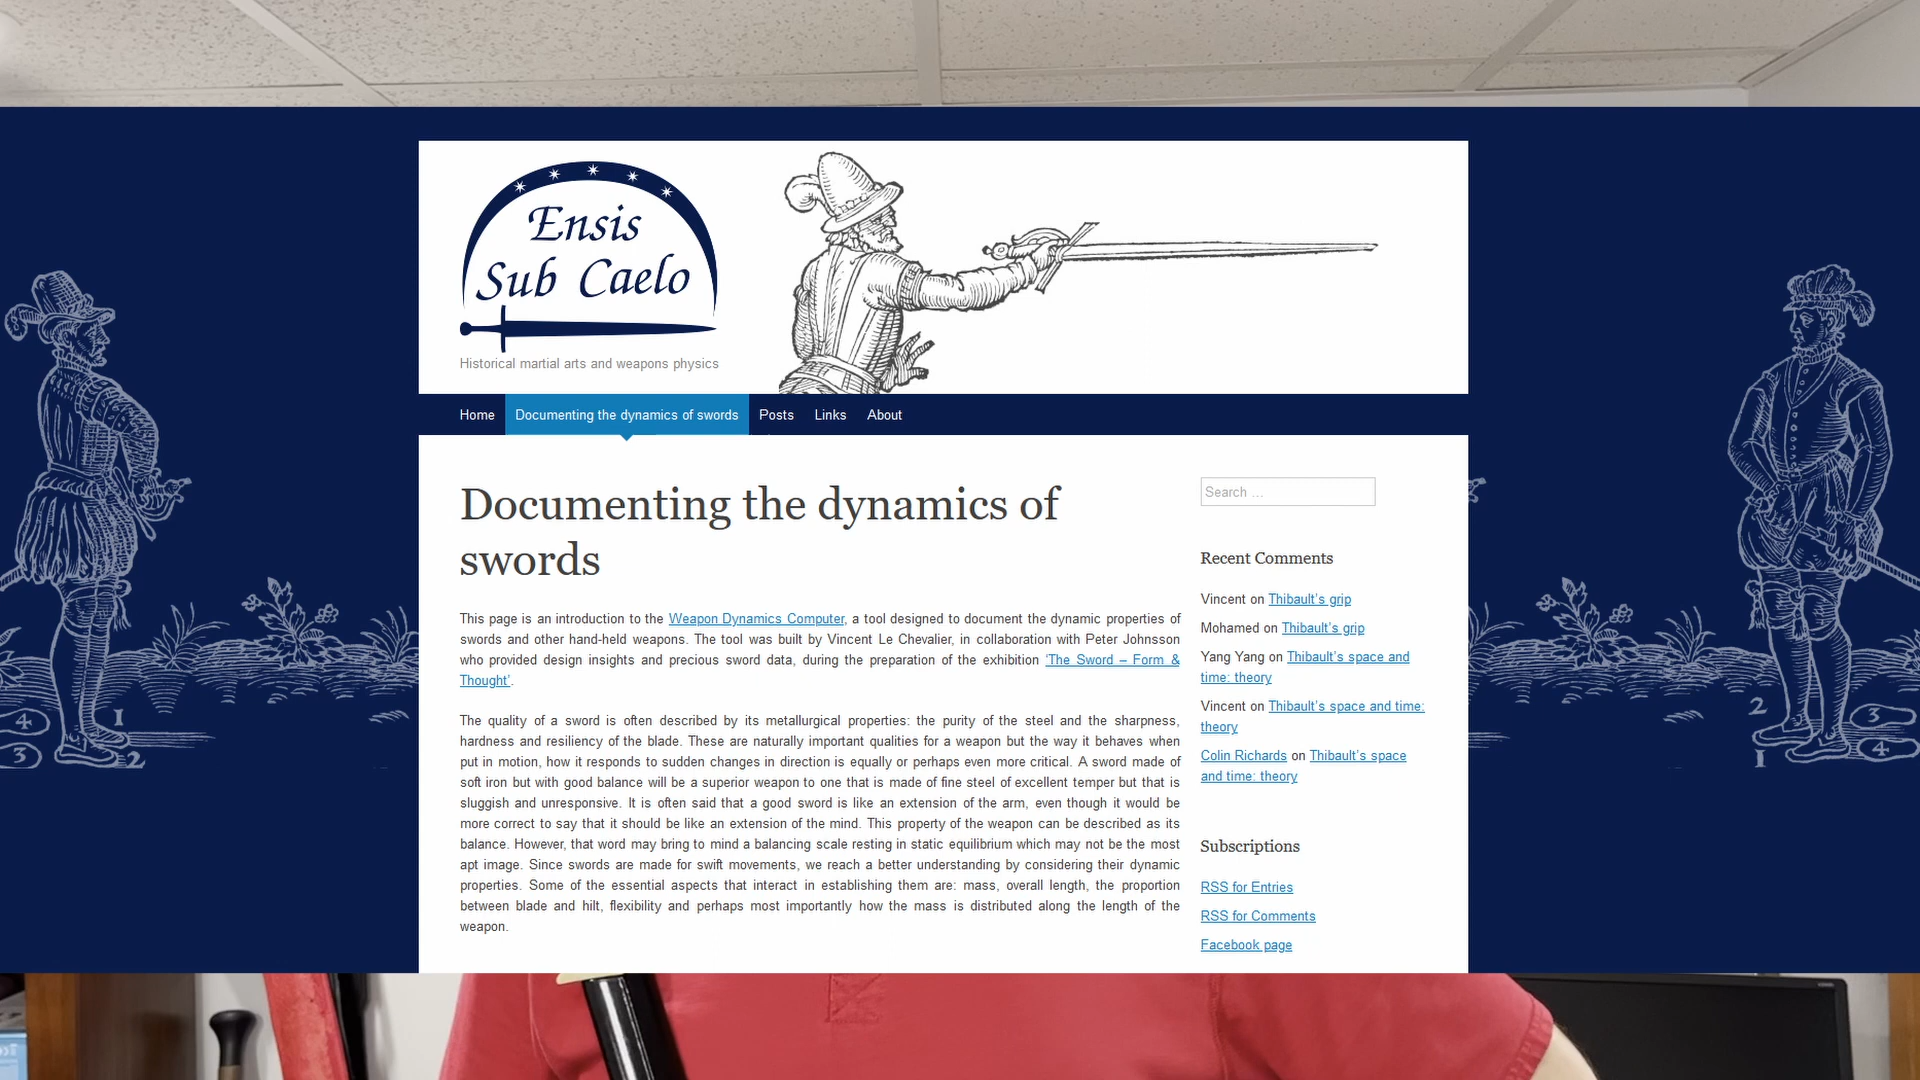 Ensis
Sub Caelo
Historical martial arts and weapons physics
Home Documenting the dynamics of swords Posts Links About
Documenting the dynamics of
swords
This page is an introduction to the Weapon Dynamics Computer, a tool designed to document the dynamic properties of
swords and other hand-held weapons. The tool was built by Vincent Le Chevalier, in collaboration with Peter Johnsson
who provided design insights and precious sword data, during the preparation of the exhibition ‘The Sword – Form &
Thought’.
The quality of a sword is often described by its metallurgical properties: the purity of the steel and the sharpness,
hardness and resiliency of the blade. These are naturally important qualities for a weapon but the way it behaves when
put in motion, how it responds to sudden changes in direction is equally or perhaps even more critical. A sword made of
soft iron but with good balance will be a superior weapon to one that is made of fine steel of excellent temper but that is
sluggish and unresponsive. It is often said that a good sword is like an extension of the arm, even though it would be
more correct to say that it should be like an extension of the mind. This property of the weapon can be described as its
balance. However, that word may bring to mind a balancing scale resting in static equilibrium which may not be the most
apt image. Since swords are made for swift movements, we reach a better understanding by considering their dynamic
properties. Some of the essential aspects that interact in establishing them are: mass, overall length, the proportion
between blade and hilt, flexibility and perhaps most importantly how the mass is distributed along the length of the
weapon.
Search ...
Recent Comments
Vincent on Thibault’s grip
Mohamed on Thibault’s grip
Yang Yang on Thibault’s space and
time: theory
Vincent on Thibault’s space and time:
theory
Colin Richards on Thibault’s space
and time: theory
Subscriptions
RSS for Entries
RSS for Comments
Facebook page
4 1
3 2
2 3
1 4